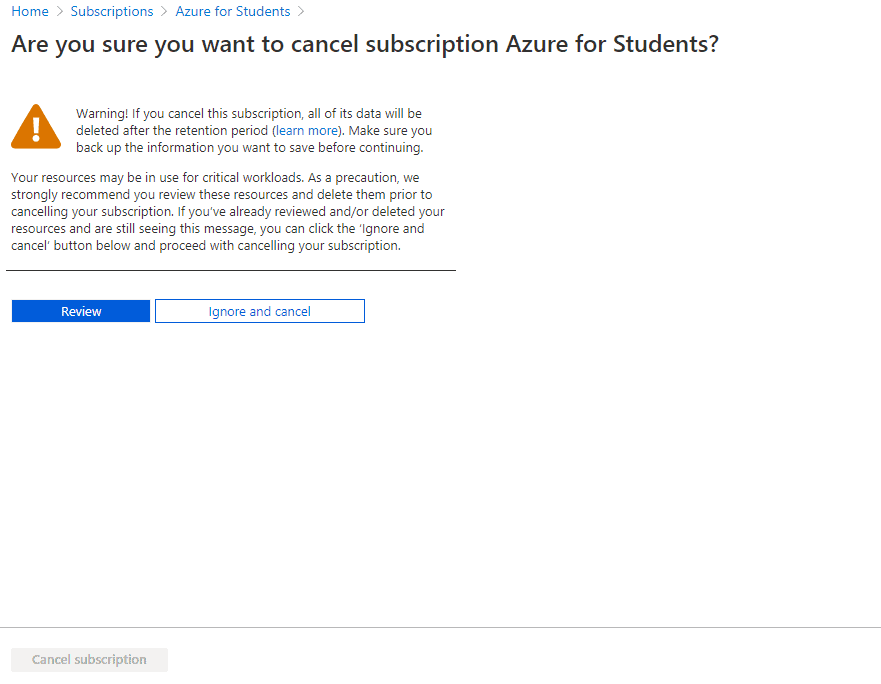 Home > Subscriptions > Azure for Students >
Are you sure you want to cancel subscription Azure for Students?
Warning! If you cancel this subscription, all of its data will be
deleted after the retention period (learn more). Make sure you
back up the information you want to save before continuing.
Your resources may be in use for critical workloads. As a precaution, we
strongly recommend you review these resources and delete them prior to
cancelling your subscription. If you've already reviewed and/or deleted your
resources and are still seeing this message, you can click the 'Ignore and
cancel' button below and proceed with cancelling your subscription.
Review Ignore and cancel
Cancel subscription